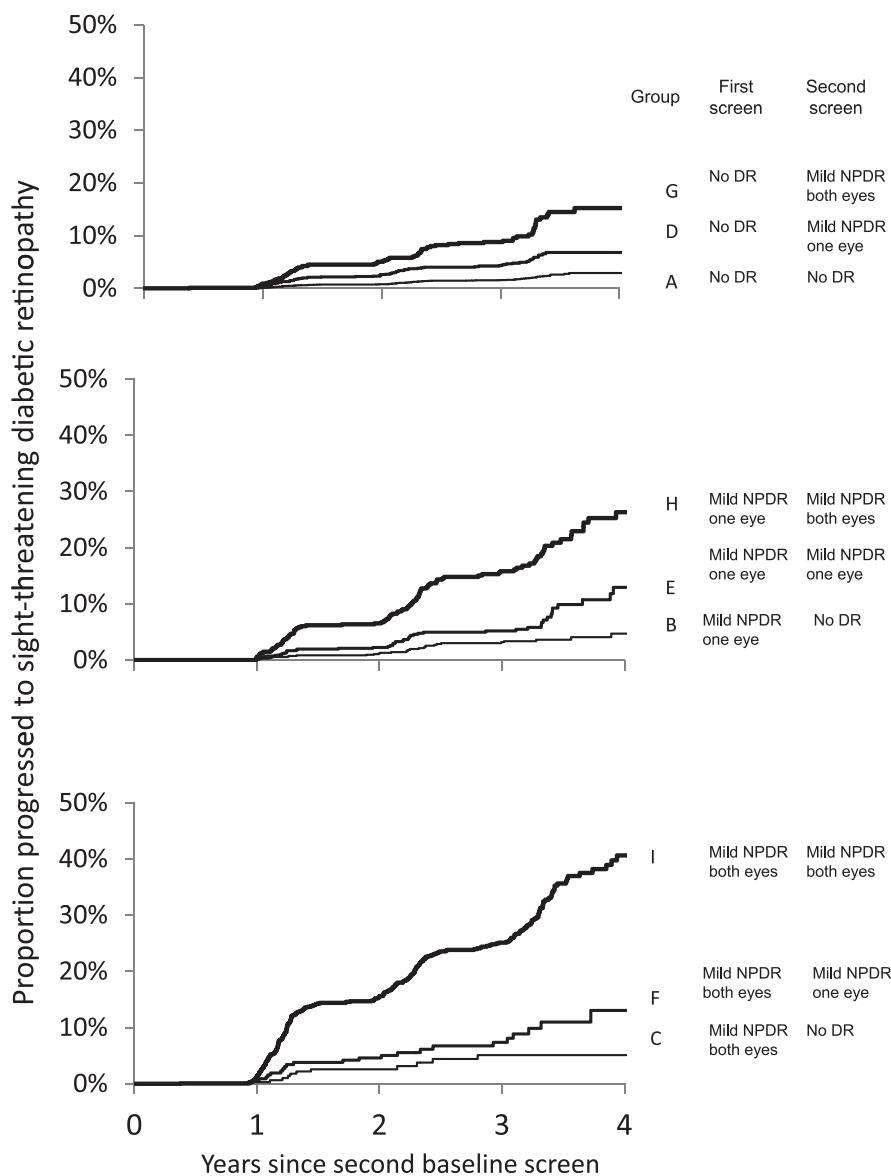 Proportion progressed to sight-threatening diabetic retinopathy
50%
40%
30%
20%
10%
0%
Group
First
screen
Second
screen
G
No DR
Mild NPDR
both eyes
D
No DR
Mild NPDR
one eye
A
No DR
No DR
50%
40%
30%
20%
10%
0%
H
Mild NPDR
one eye
Mild NPDR
both eyes
E
Mild NPDR
one eye
Mild NPDR
one eye
B
Mild NPDR
one eye
No DR
50%
40%
30%
20%
10%
0%
I
Mild NPDR
both eyes
Mild NPDR
both eyes
F
Mild NPDR
both eyes
Mild NPDR
one eye
C
Mild NPDR
both eyes
No DR
0 1 2 3 4
Years since second baseline screen